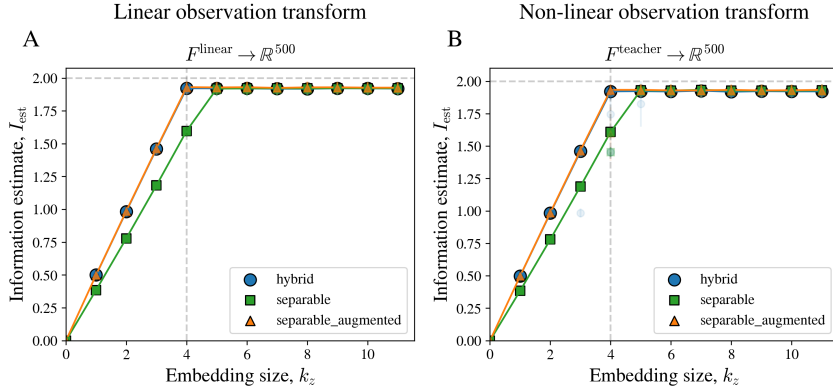 Linear observation transform
A
F^linear → ℝ^500
Information estimate, I_est
2.00
1.75
1.50
1.25
1.00
0.75
0.50
0.25
0.00
0 2 4 6 8 10
Embedding size, k_z
hybrid
separable
separable_augmented
Non-linear observation transform
B
F^teacher → ℝ^500
Information estimate, I_est
2.00
1.75
1.50
1.25
1.00
0.75
0.50
0.25
0.00
0 2 4 6 8 10
Embedding size, k_z
hybrid
separable
separable_augmented